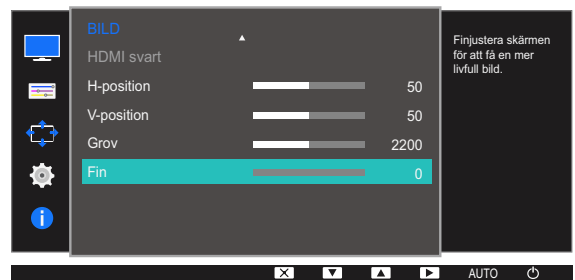 BILD
HDMI svart
H-position 50
V-position 50
Grov 2200
Fin 0
Finjustera skärmen
för att få en mer
livfull bild.
AUTO